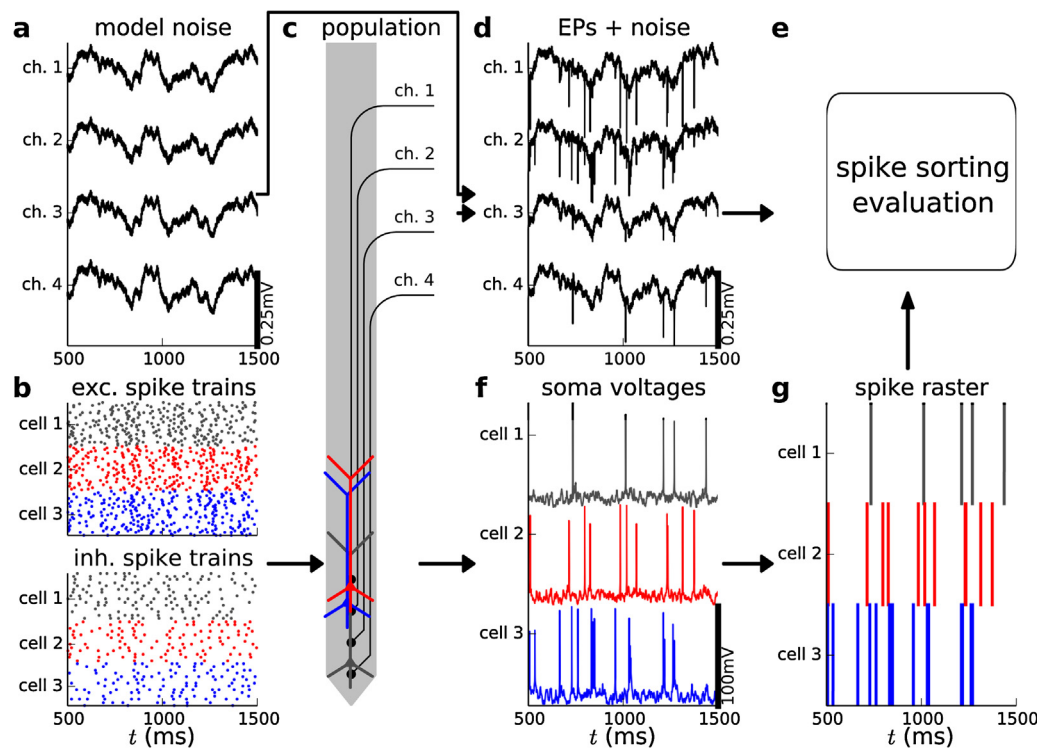 a model noise
ch. 1
ch. 2
ch. 3
ch. 4
0.25mV
500 1000 1500
b exc. spike trains
cell 1
cell 2
cell 3
inh. spike trains
cell 1
cell 2
cell 3
500 1000 1500
t (ms)
c population
ch. 1
ch. 2
ch. 3
ch. 4
d EPs + noise
ch. 1
ch. 2
ch. 3
ch. 4
0.25mV
500 1000 1500
e
spike sorting
evaluation
f soma voltages
cell 1
cell 2
cell 3
100mV
500 1000 1500
t (ms)
g spike raster
cell 1
cell 2
cell 3
500 1000 1500
t (ms)